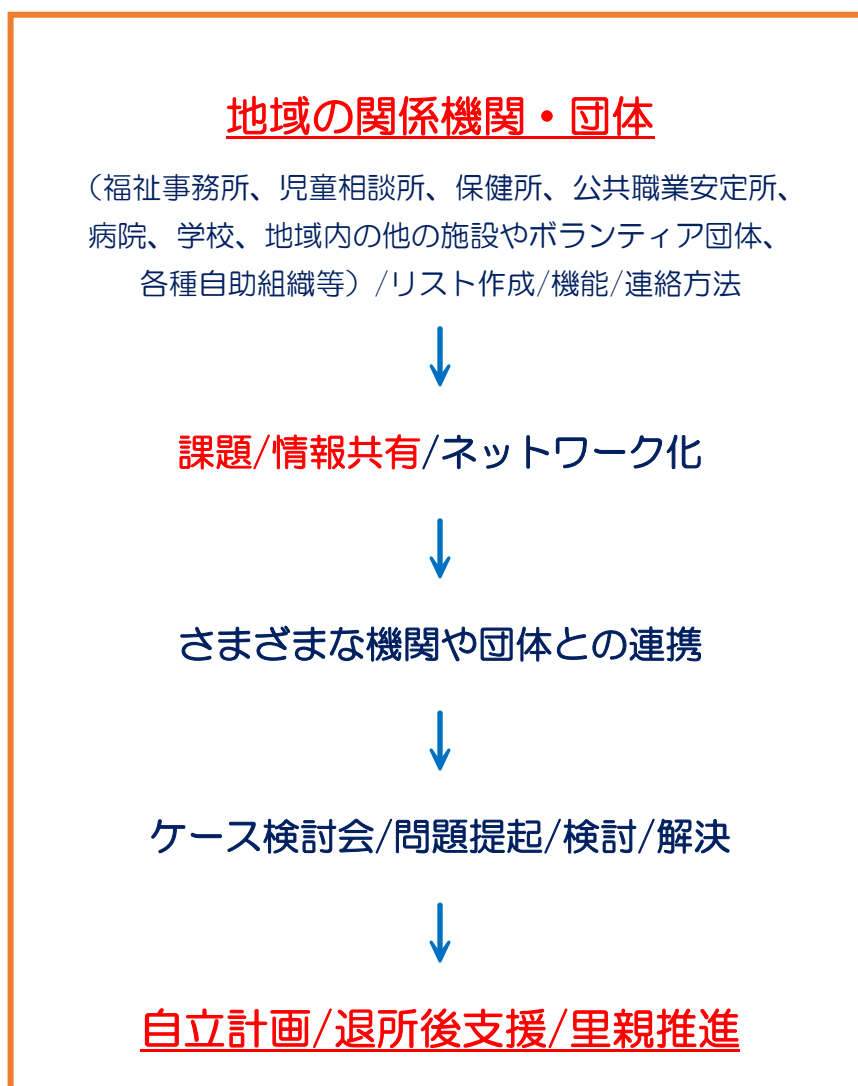 地域の関係機関・団体
（福祉事務所、児童相談所、保健所、公共職業安定所、
病院、学校、地域内の他の施設やボランティア団体、
各種自助組織等）/リスト作成/機能/連絡方法
課題/情報共有/ネットワーク化
さまざまな機関や団体との連携
ケース検討会/問題提起/検討/解決
自立計画/退所後支援/里親推進